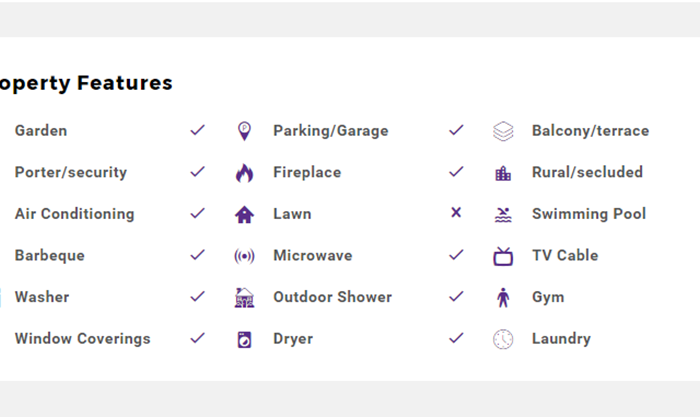 operty Features
Garden Parking/Garage Balcony/terrace
Porter/security Fireplace Rural/secluded
Air Conditioning Lawn Swimming Pool
Barbeque Microwave TV Cable
Washer Outdoor Shower Gym
Window Coverings Dryer Laundry